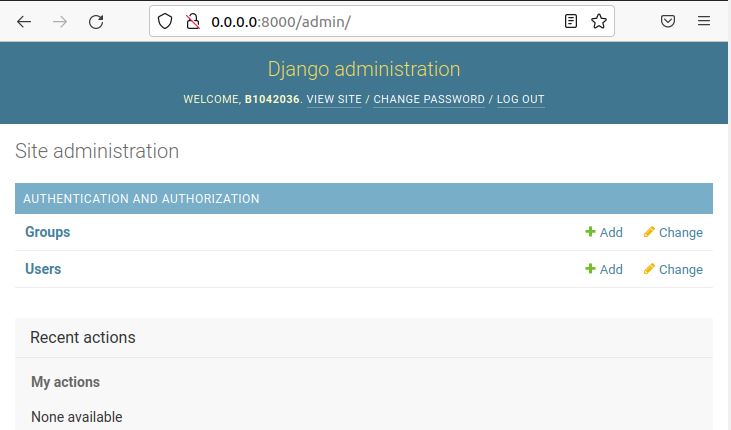 0.0.0.0:8000/admin/
Django administration
WELCOME, B1042036. VIEW SITE / CHANGE PASSWORD / LOG OUT
Site administration
AUTHENTICATION AND AUTHORIZATION
Groups Add Change
Users Add Change
Recent actions
My actions
None available